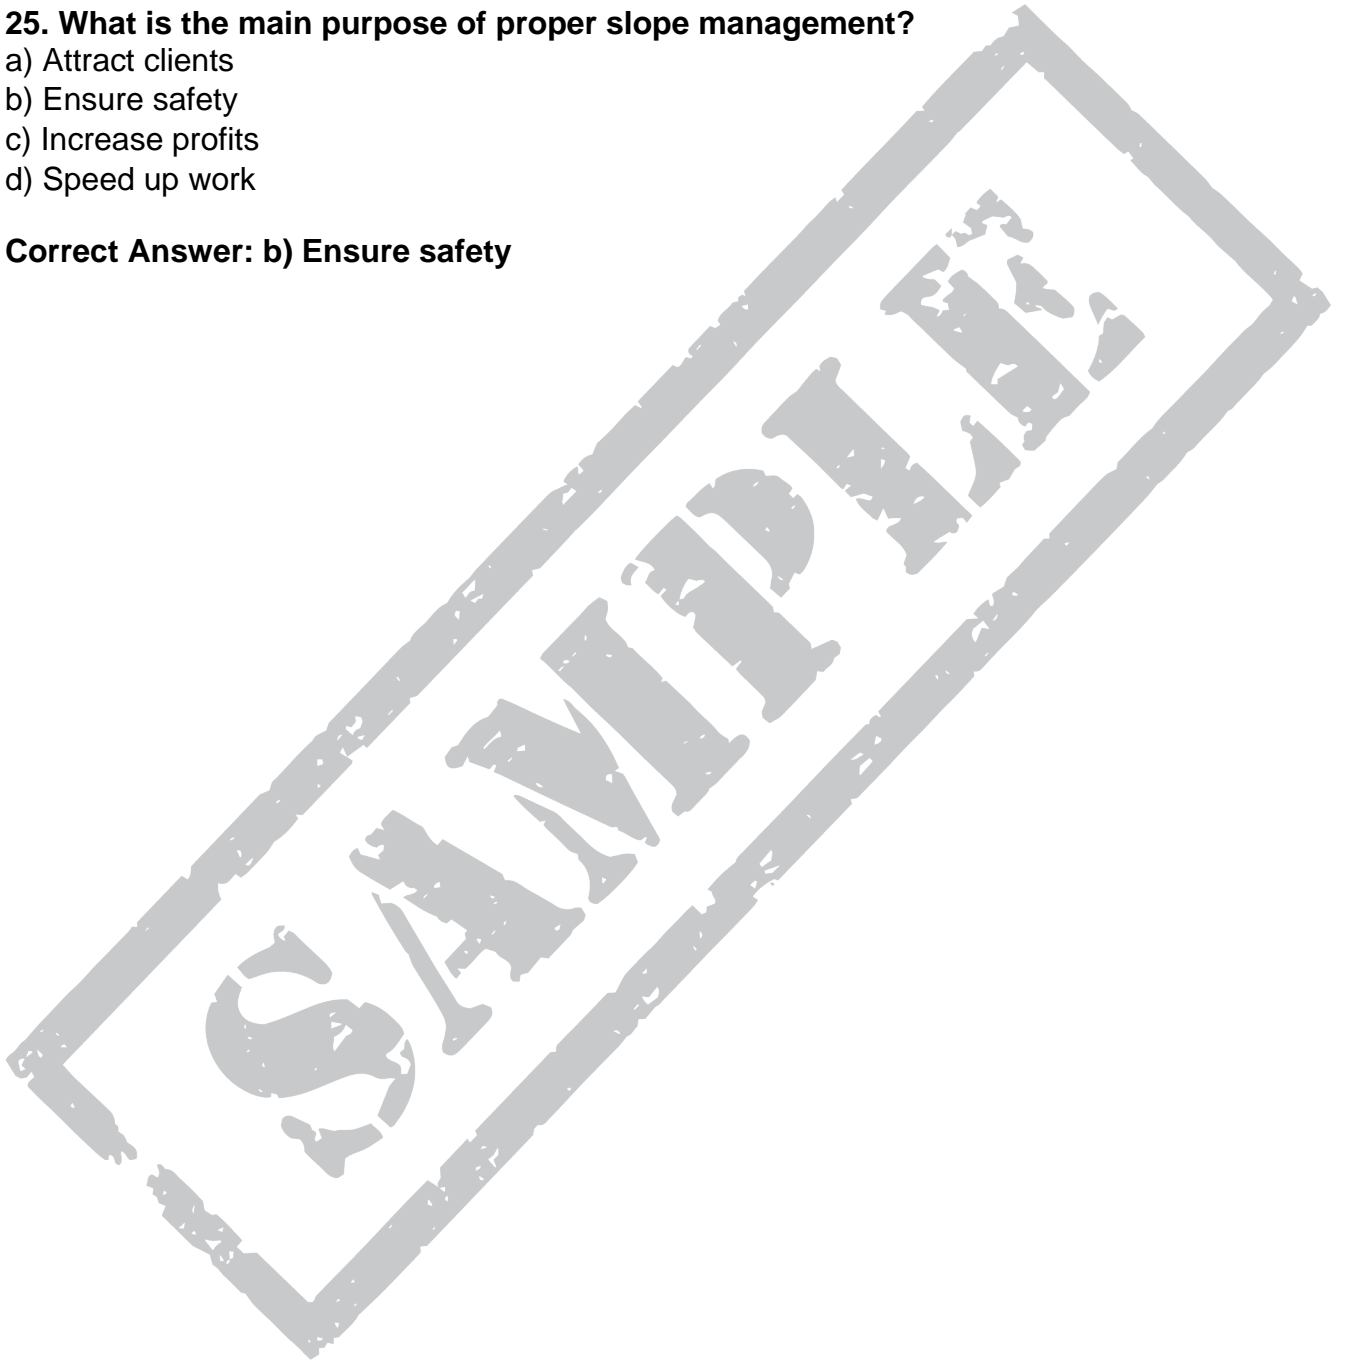 25. What is the main purpose of proper slope management?
a) Attract clients
b) Ensure safety
c) Increase profits
d) Speed up work
Correct Answer: b) Ensure safety
SAMPLE